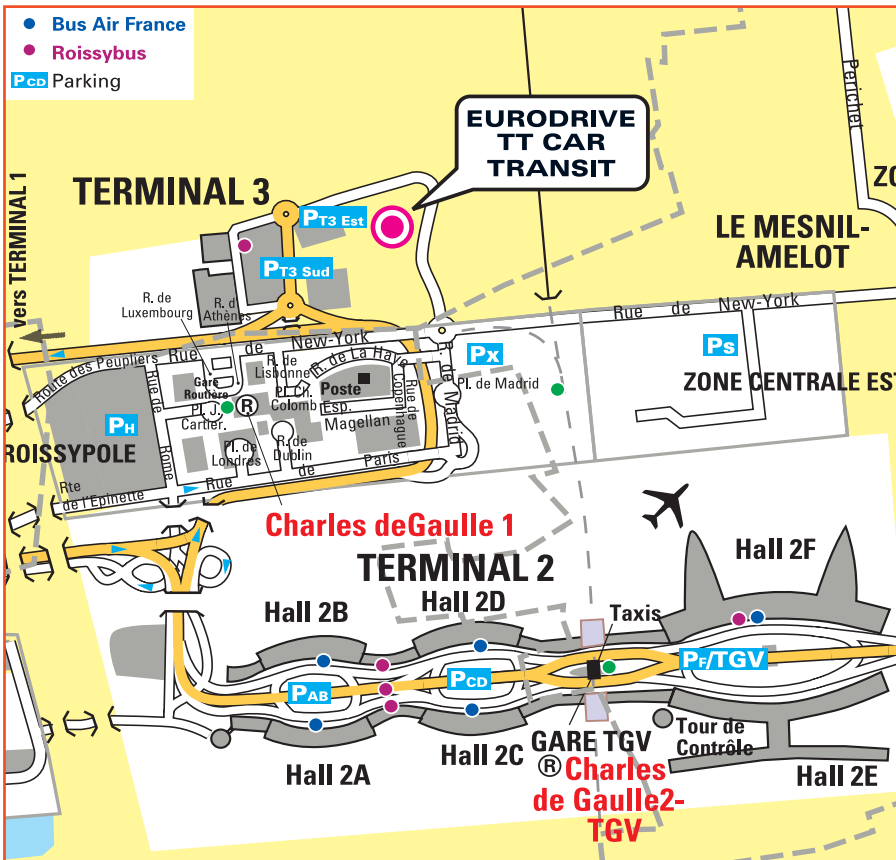 Bus Air France
Roissybus
PCD Parking
EURODRIVE
TT CAR
TRANSIT
Perichet
ZO
TERMINAL 3
PT3 Est
PT3 Sud
LE MESNIL-
AMELOT
vers TERMINAL 1
R. de
Luxembourg
R. d'
Athènes
Rue de New-York
Rue de New-York
Route des Peupliers
Rue de Rome
Gare
Routière
R. de
Lisbonne
R. de La Haye
Pl. Ch.
Colomb
Poste
Esp.
Magellan
Rue de
Copenhague
R. de Madrid
Pl. de Madrid
Px
Ps
ZONE CENTRALE EST
PH
ROISSYPOLE
Pl. J.
Cartier.
R
Pl. de
Londres
R. de
Dublin
Rue de Paris
Rte
de l'Epinette
Charles deGaulle 1
TERMINAL 2
Hall 2B
Hall 2D
Taxis
Hall 2F
PAB
PCD
PF/TGV
Hall 2A
Hall 2C
GARE TGV
R Charles
de Gaulle2-
TGV
Tour de
Contrôle
Hall 2E